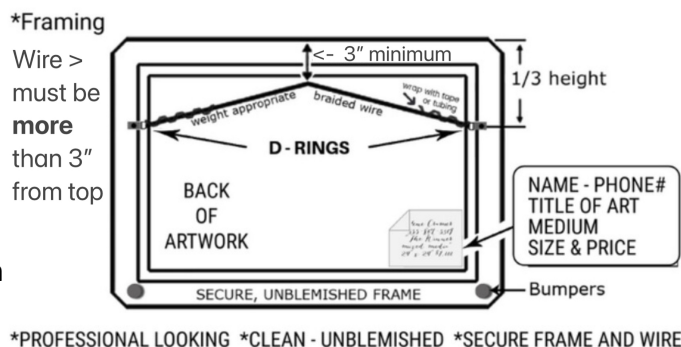 *Framing
Wire >
must be
more
than 3”
from top
<- 3” minimum
1/3 height
weight appropriate braided wire
wrap with tape
or tubing
D - RINGS
BACK
OF
ARTWORK
NAME - PHONE#
TITLE OF ART
MEDIUM
SIZE & PRICE
Bumpers
SECURE, UNBLEMISHED FRAME
*PROFESSIONAL LOOKING *CLEAN - UNBLEMISHED *SECURE FRAME AND WIRE